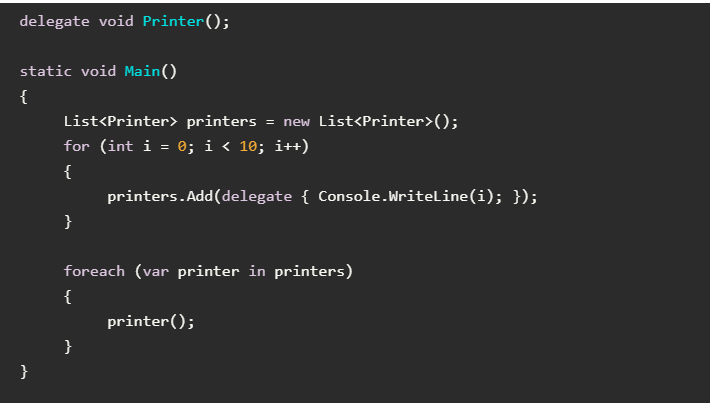 delegate void Printer();
static void Main()
{
List<Printer> printers = new List<Printer>();
for (int i = 0; i < 10; i++)
{
printers.Add(delegate { Console.WriteLine(i); });
}
foreach (var printer in printers)
{
printer();
}
}